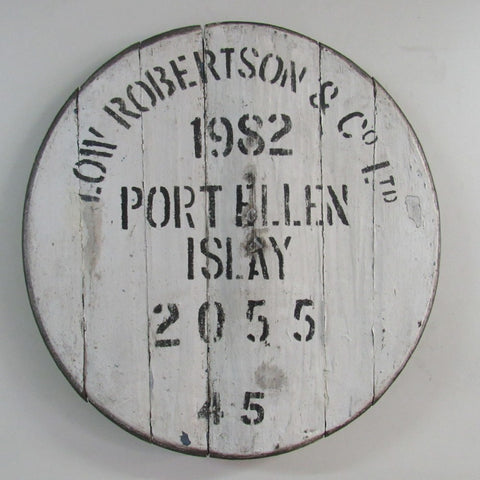 LOW ROBERTSON & CO LTD
1982
PORT ELLEN
ISLAY
2055
45